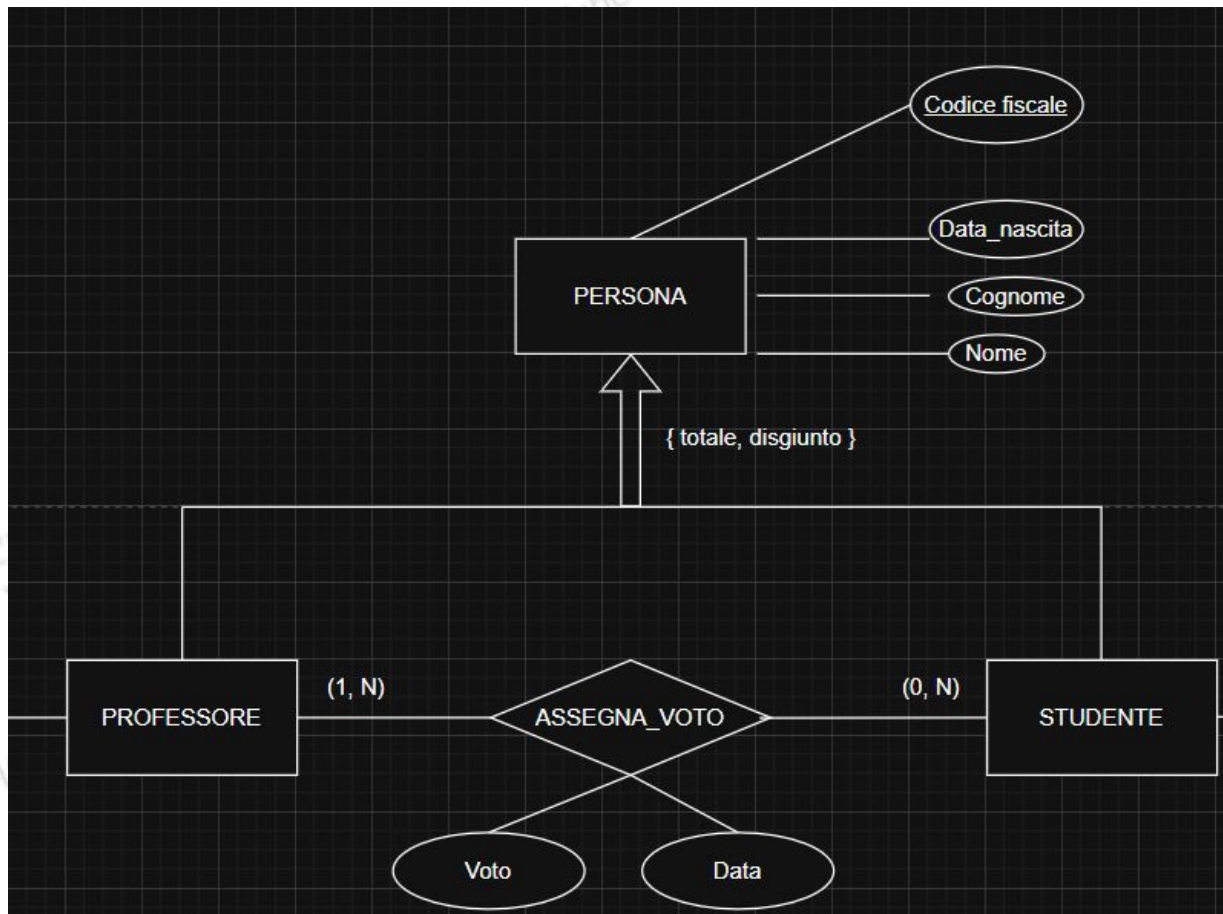 Codice fiscale
Data_nascita
PERSONA
Cognome
Nome
{ totale, disgiunto }
(1, N)
(0, N)
PROFESSORE
ASSEGNA_VOTO
STUDENTE
Voto
Data